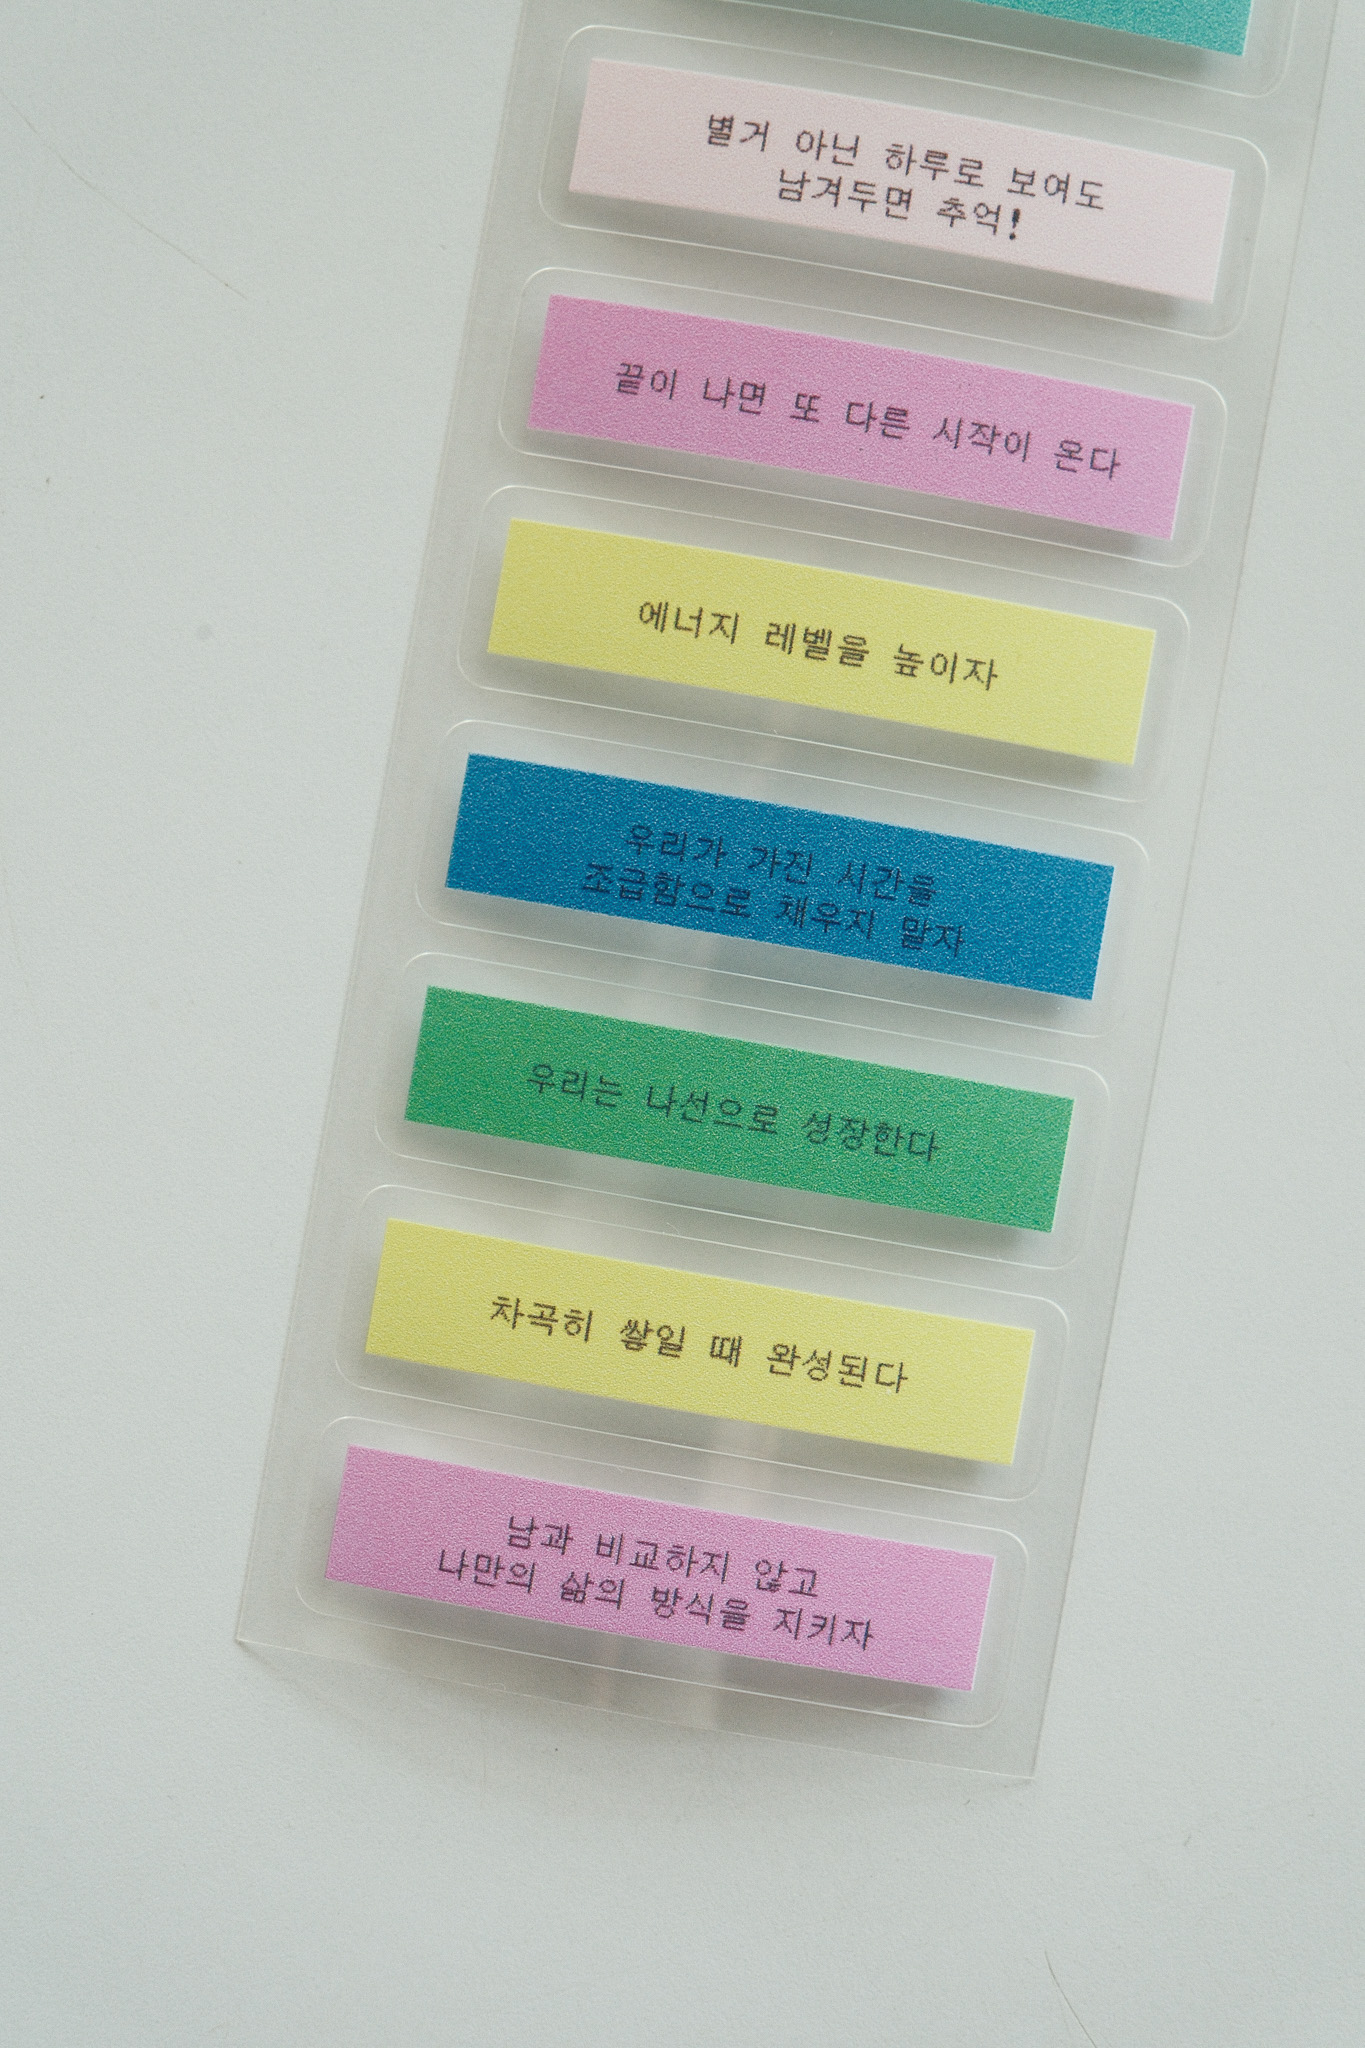 별거 아닌 하루로 보여도
남겨두면 추억!
끝이 나면 또 다른 시작이 온다
에너지 레벨을 높이자
우리가 가진 시간을
조급함으로 채우지 말자
우리는 나선으로 성장한다
차곡히 쌓일 때 완성된다
남과 비교하지 않고
나만의 삶의 방식을 지키자